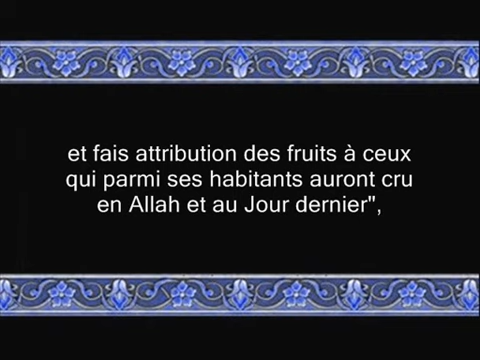 et fais attribution des fruits à ceux
qui parmi ses habitants auront cru
en Allah et au Jour dernier",